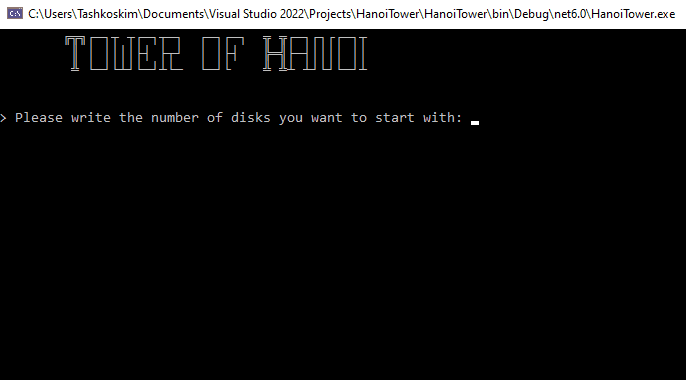 C:\Users\Tashkoskim\Documents\Visual Studio 2022\Projects\HanoiTower\HanoiTower\bin\Debug\net6.0\HanoiTower.exe
TOWER OF HANOI
> Please write the number of disks you want to start with: